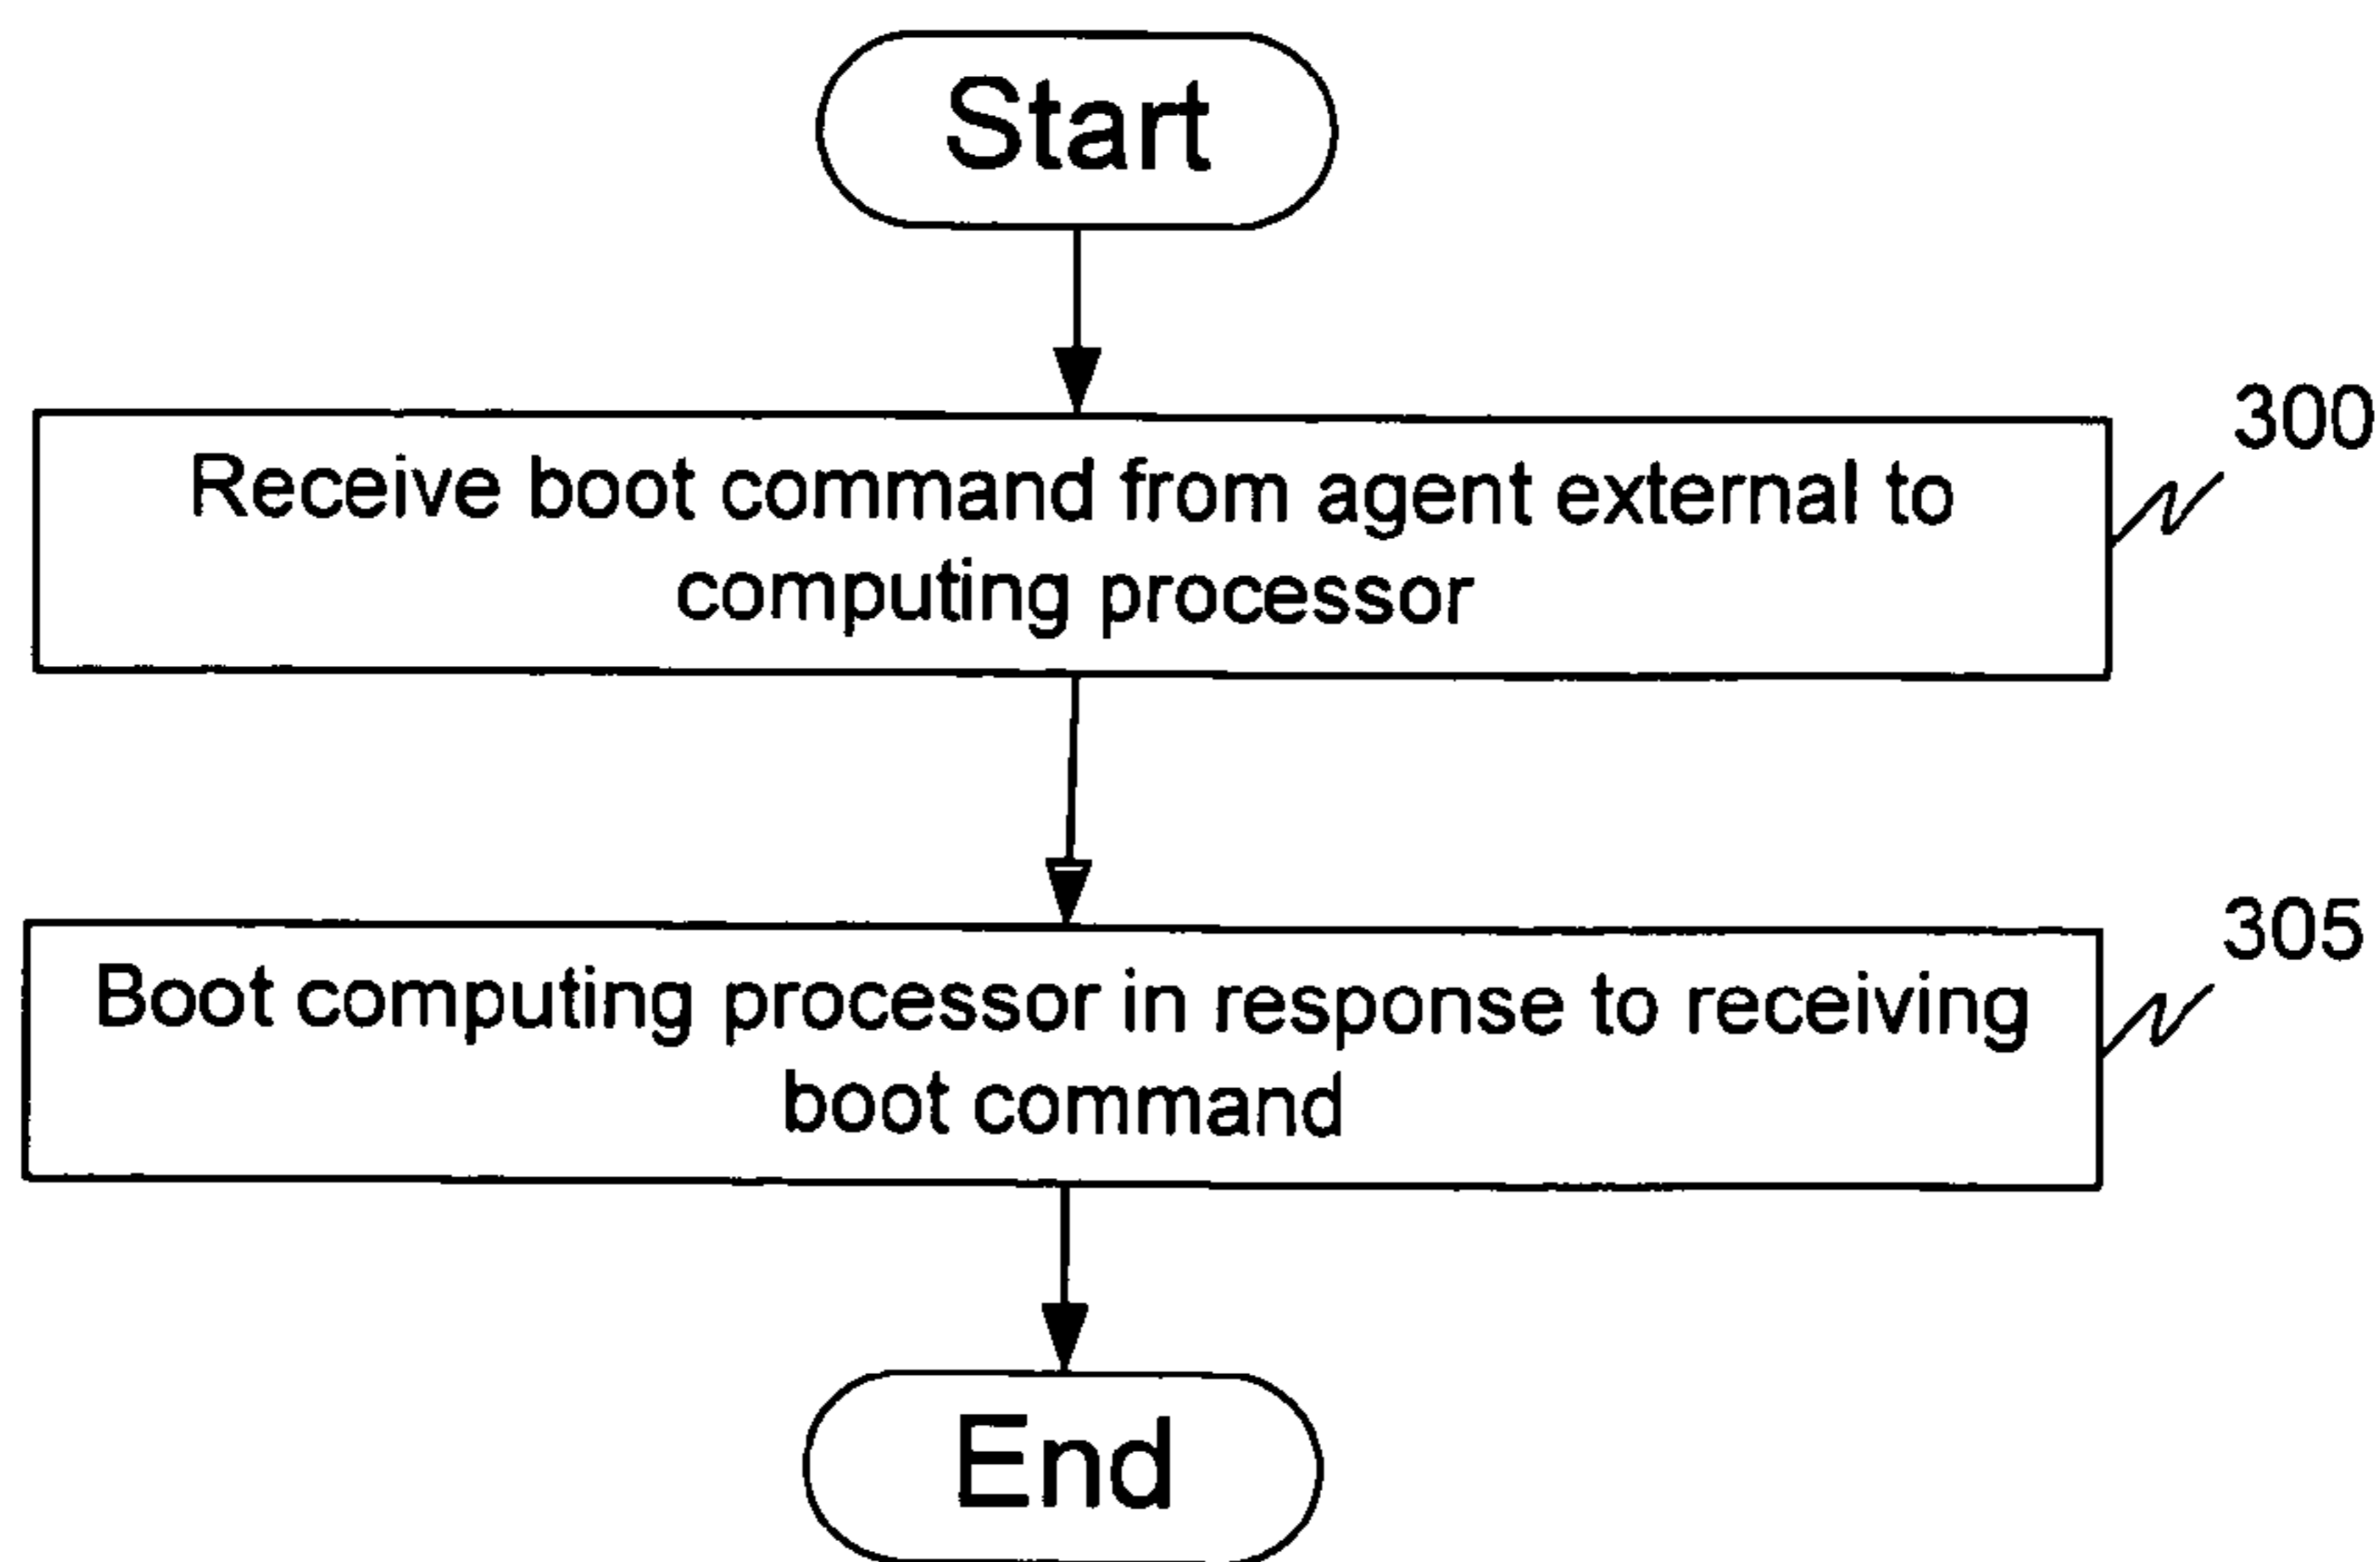 Start
300
Receive boot command from agent external to
computing processor
305
Boot computing processor in response to receiving
boot command
End